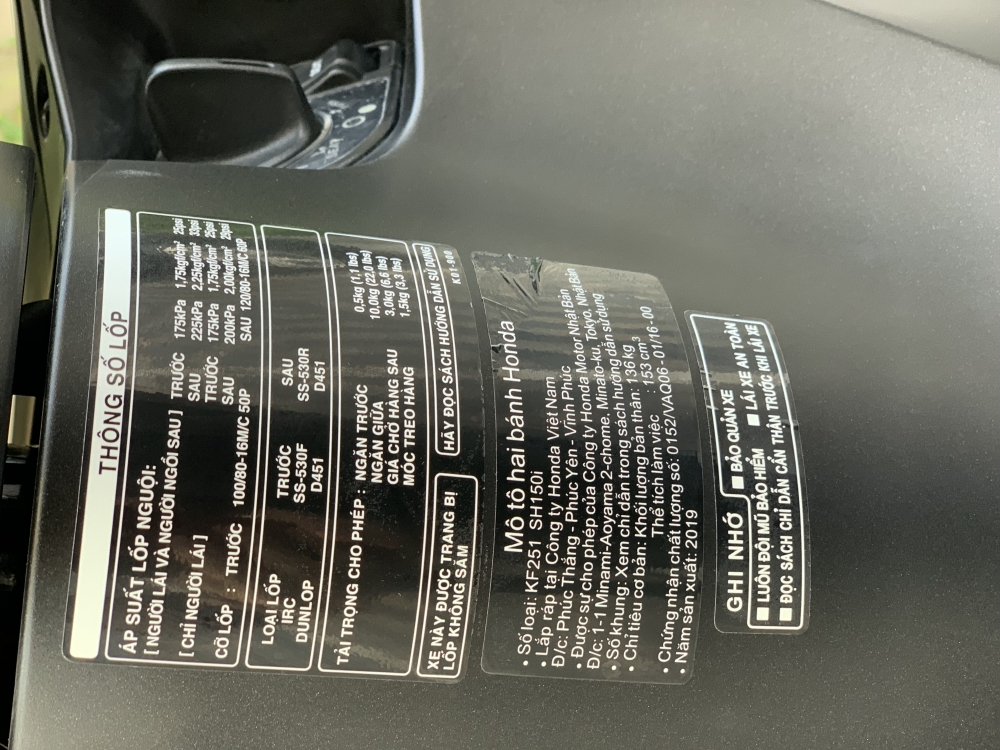 THÔNG SỐ LỐP
ÁP SUẤT LỐP NGUỘI:
[ NGƯỜI LÁI VÀ NGƯỜI NGỒI SAU ] TRƯỚC 175kPa 1,75kgf/cm² 25psi
SAU 225kPa 2,25kgf/cm² 33psi
[ CHỈ NGƯỜI LÁI ] TRƯỚC 175kPa 1,75kgf/cm² 25psi
SAU 200kPa 2,00kgf/cm² 29psi
CỠ LỐP : TRƯỚC 100/80-16M/C 50P SAU 120/80-16M/C 60P
LOẠI LỐP TRƯỚC SAU
IRC SS-530F SS-530R
DUNLOP D451 D451
TẢI TRỌNG CHO PHÉP : NGĂN TRƯỚC 0,5kg (1,1 lbs)
NGĂN GIỮA 10,0kg (22,0 lbs)
GIÁ CHỞ HÀNG SAU 3,0kg (6,6 lbs)
MÓC TREO HÀNG 1,5kg (3,3 lbs)
XE NÀY ĐƯỢC TRANG BỊ
LỐP KHÔNG SĂM
HÃY ĐỌC SÁCH HƯỚNG DẪN SỬ DỤNG
K01-900
Mô tô hai bánh Honda
• Số loại: KF251 SH150i
• Lắp ráp tại Công ty Honda Việt Nam
Đ/c: Phúc Thắng - Phúc Yên - Vĩnh Phúc
• Được sự cho phép của Công ty Honda Motor Nhật Bản
Đ/c: 1-1 Minami-Aoyama 2-chome, Minato-ku, Tokyo, Nhật Bản
• Số khung: Xem chỉ dẫn trong sách hướng dẫn sử dụng
• Chỉ tiêu cơ bản: Khối lượng bản thân: 136 kg
Thể tích làm việc : 153 cm³
• Chứng nhận chất lượng số: 0152/VAQ06 - 01/16 - 00
• Năm sản xuất: 2019
GHI NHỚ
■ BẢO QUẢN XE
■ LUÔN ĐỘI MŨ BẢO HIỂM ■ LÁI XE AN TOÀN
■ ĐỌC SÁCH CHỈ DẪN CẨN THẬN TRƯỚC KHI LÁI XE